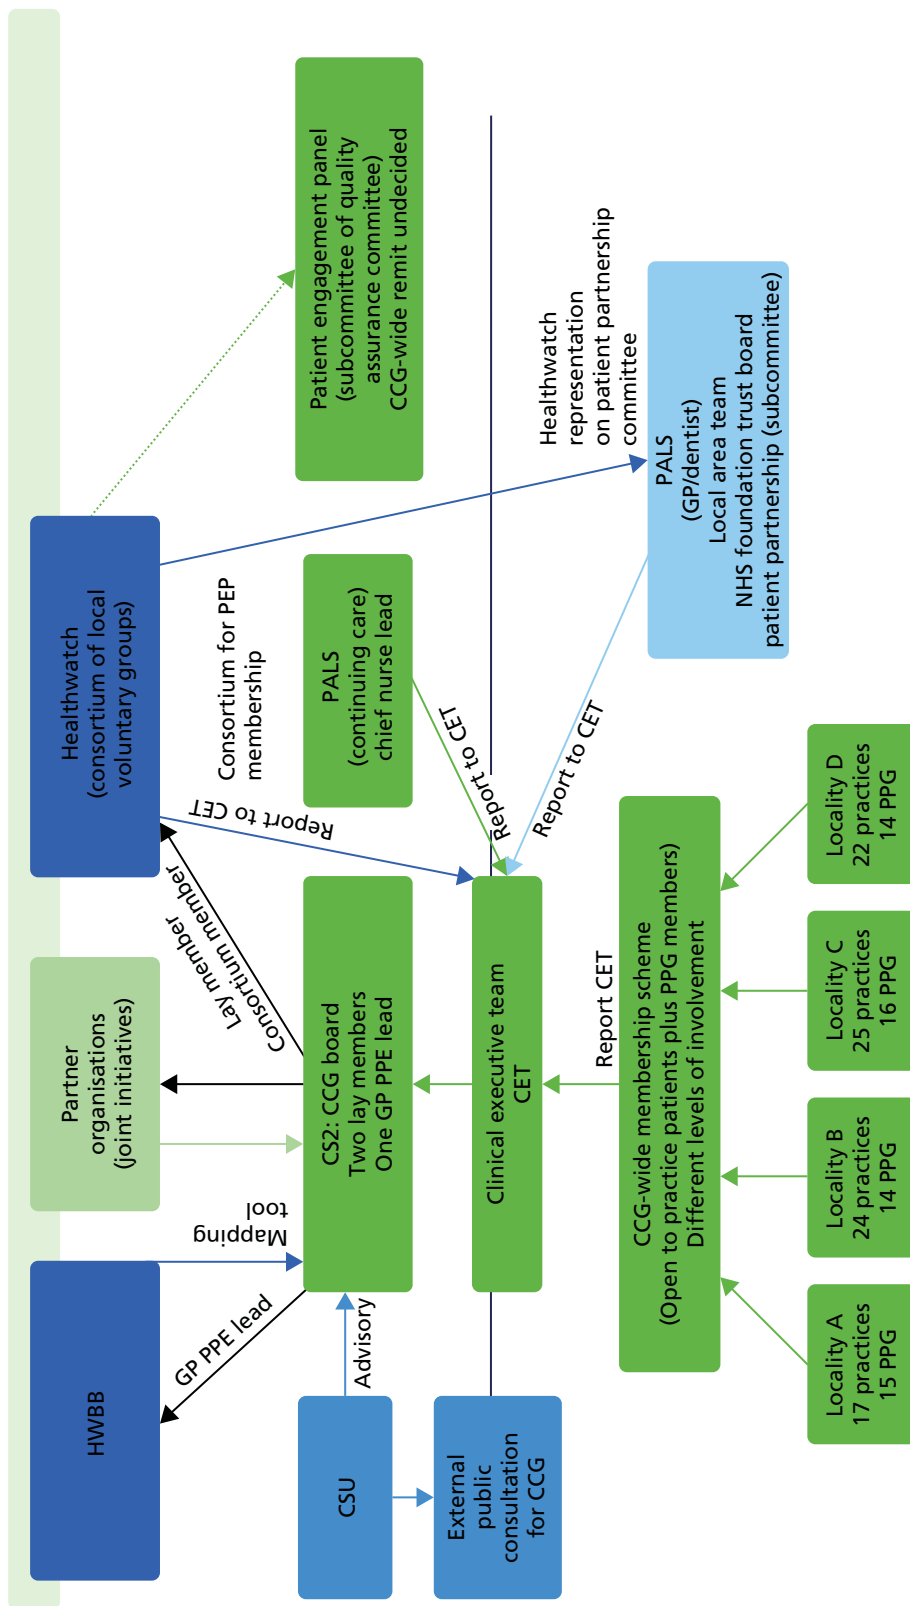 HWBB
Partner
organisations
(joint initiatives)
Healthwatch
(consortium of local
voluntary groups)
GP PPE lead
Mapping
tool
Lay member
Consortium member
Report to CET
Consortium for PEP
membership
CSU
Advisory
CS2: CCG board
Two lay members
One GP PPE lead
PALS
(continuing care)
chief nurse lead
Patient engagement panel
(subcommittee of quality
assurance committee)
CCG-wide remit undecided
External
public
consultation
for CCG
Clinical executive team
CET
Report to CET
Report to CET
Healthwatch
representation
on patient partnership
committee
Report CET
CCG-wide membership scheme
(Open to practice patients plus PPG members)
Different levels of involvement
PALS
(GP/dentist)
Local area team
NHS foundation trust board
patient partnership (subcommittee)
Locality A
17 practices
15 PPG
Locality B
24 practices
14 PPG
Locality C
25 practices
16 PPG
Locality D
22 practices
14 PPG